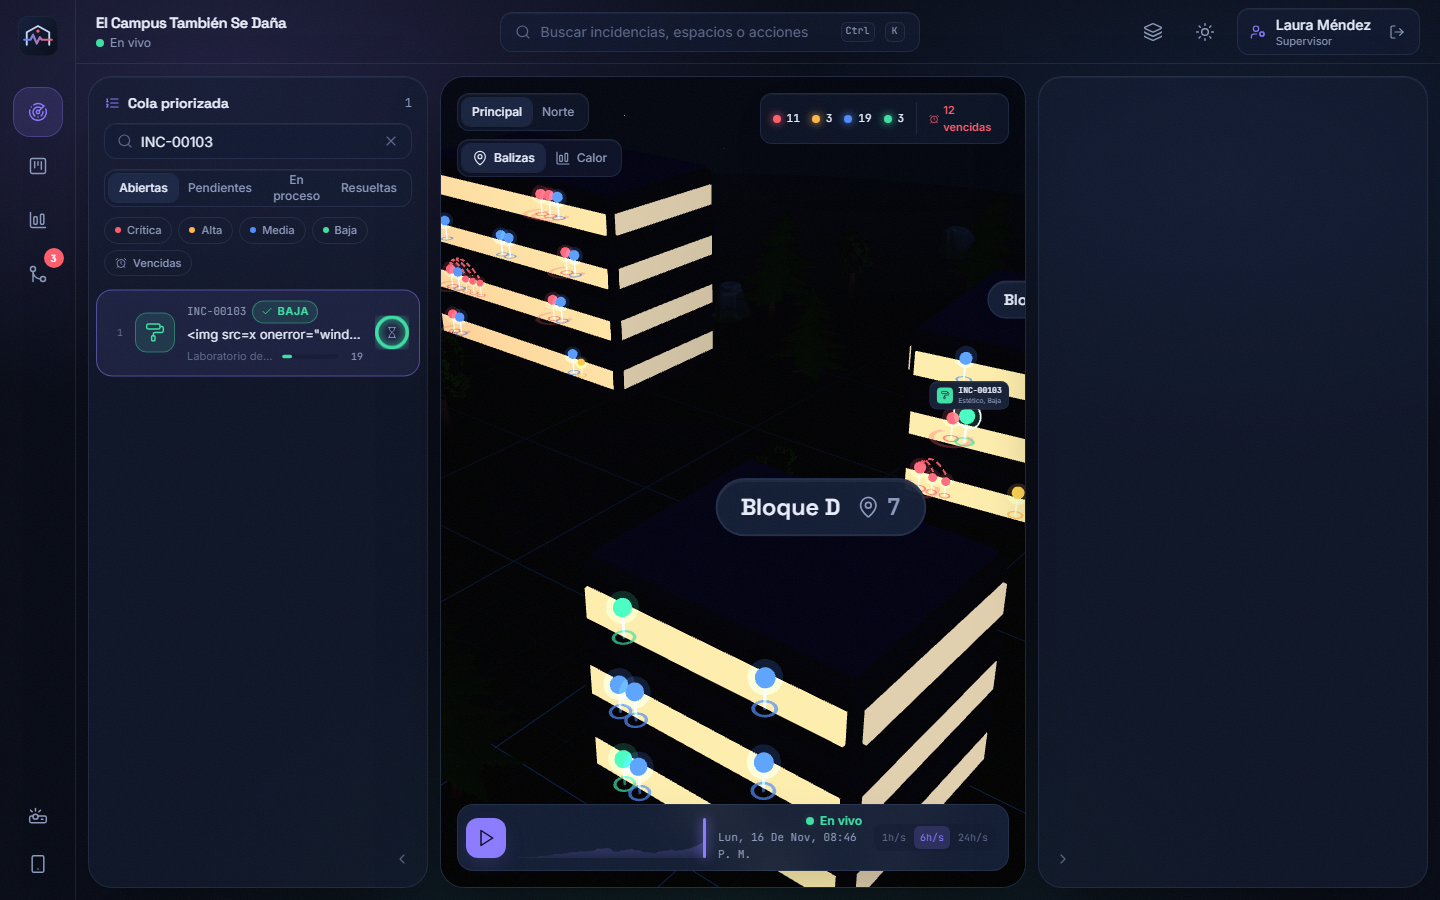 El Campus También Se Daña
En vivo
Buscar incidencias, espacios o acciones
Ctrl K
Laura Méndez
Supervisor
3
Cola priorizada 1
INC-00103
Abiertas Pendientes En proceso Resueltas
Crítica Alta Media Baja
Vencidas
1
INC-00103 BAJA
<img src=x onerror="wind...
Laboratorio de... 19
Principal Norte
Balizas Calor
11 3 19 3 12 vencidas
Blo
INC-00103
Estético, Baja
Bloque D 7
En vivo
Lun, 16 De Nov, 08:46
P. M.
1h/s 6h/s 24h/s